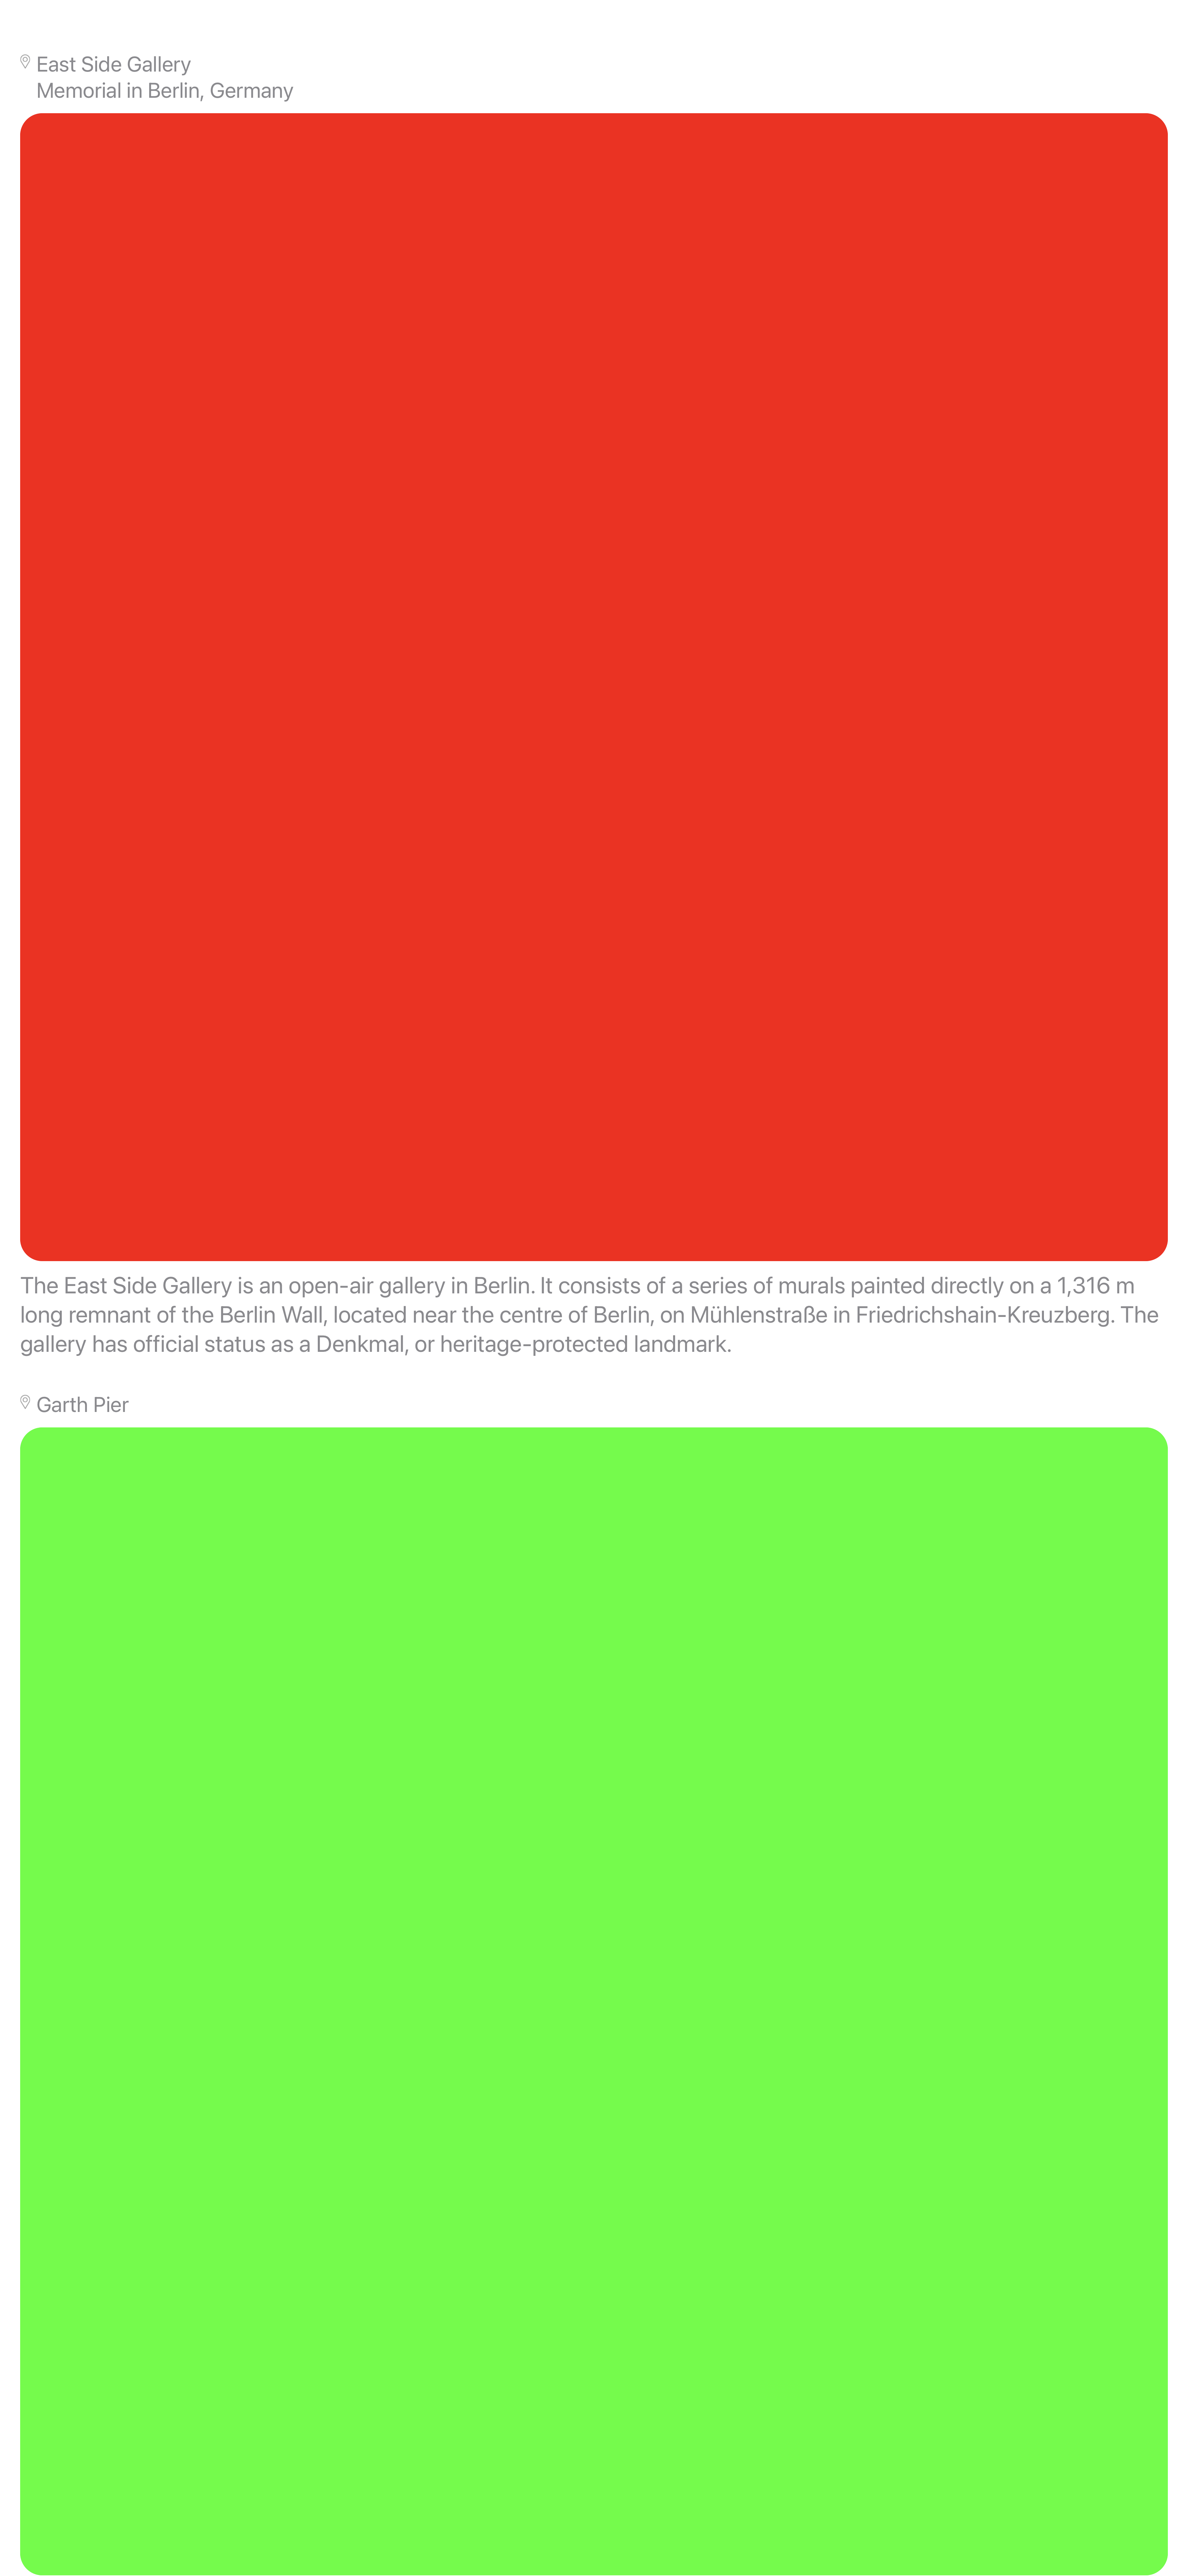 East Side Gallery
Memorial in Berlin, Germany
The East Side Gallery is an open-air gallery in Berlin. It consists of a series of murals painted directly on a 1,316 m
long remnant of the Berlin Wall, located near the centre of Berlin, on Mühlenstraße in Friedrichshain-Kreuzberg. The
gallery has official status as a Denkmal, or heritage-protected landmark.
Garth Pier